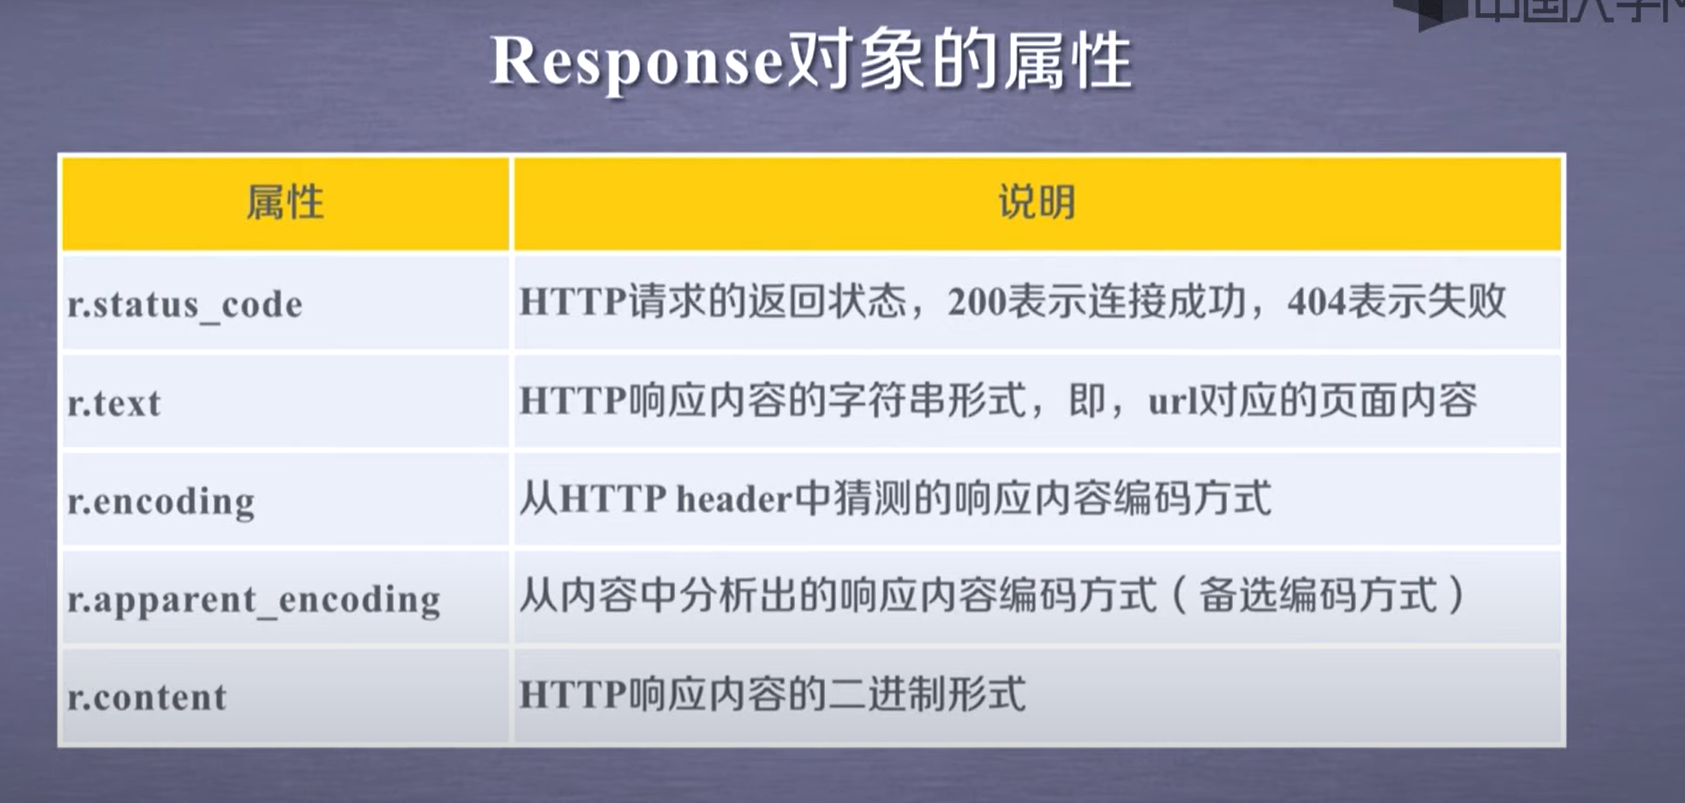 中国大学
Response对象的属性
属性 说明
r.status_code HTTP请求的返回状态，200表示连接成功，404表示失败
r.text HTTP响应内容的字符串形式，即，url对应的页面内容
r.encoding 从HTTP header中猜测的响应内容编码方式
r.apparent_encoding 从内容中分析出的响应内容编码方式（备选编码方式）
r.content HTTP响应内容的二进制形式